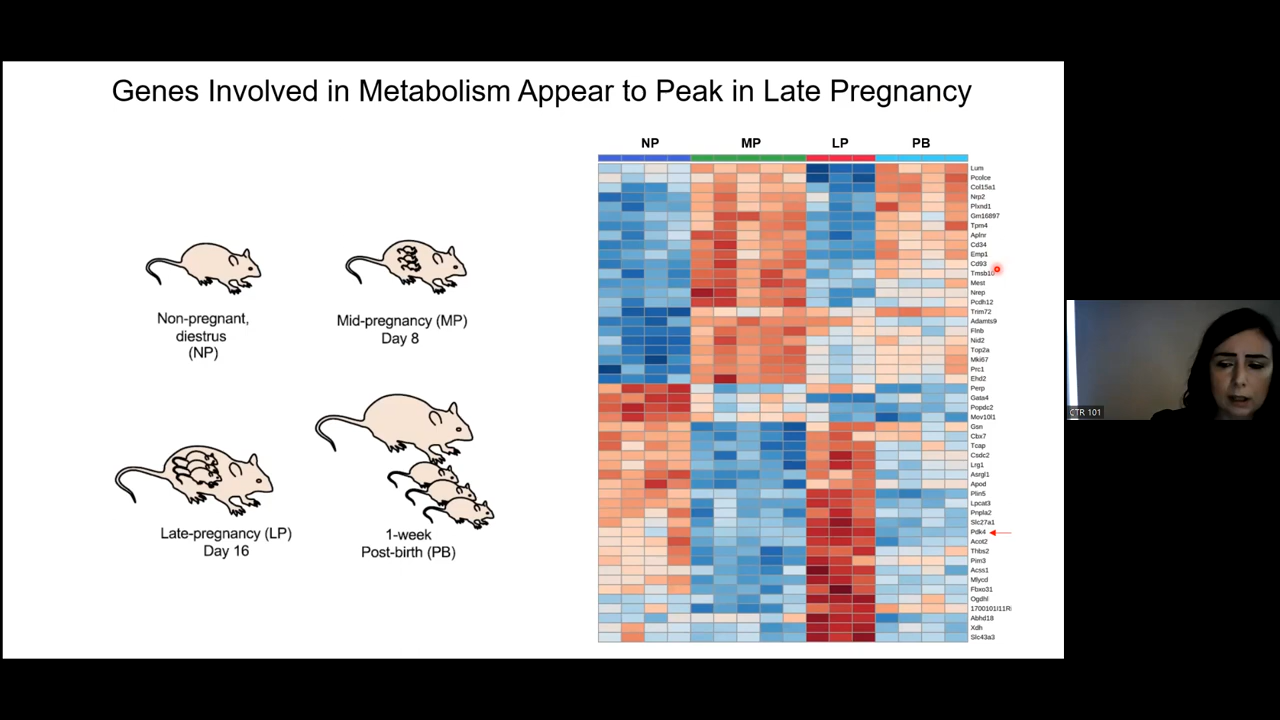 Genes Involved in Metabolism Appear to Peak in Late Pregnancy
Non-pregnant,
diestrus
(NP)
Mid-pregnancy (MP)
Day 8
Late-pregnancy (LP)
Day 16
1-week
Post-birth (PB)
NP MP LP PB
Lum
Pcolce
Col15a1
Nrp2
Plxnd1
Gm16897
Tpm4
Aplnr
Cd34
Emp1
Cd93
Tmsb10
Mest
Nrep
Pcdh12
Trim72
Adamts9
Flnb
Nid2
Top2a
Mki67
Prc1
Ehd2
Perp
Gata4
Popdc2
Mov10l1
Gsn
Cbx7
Tcap
Csdc2
Lrg1
Asrgl1
Apod
Plin5
Lpcat3
Pnpla2
Slc27a1
Pdk4
Acot2
Thbs2
Pim3
Acss1
Mlycd
Fbxo31
Ogdhl
1700101I11Ri
Abhd18
Xdh
Slc43a3
CTR 101